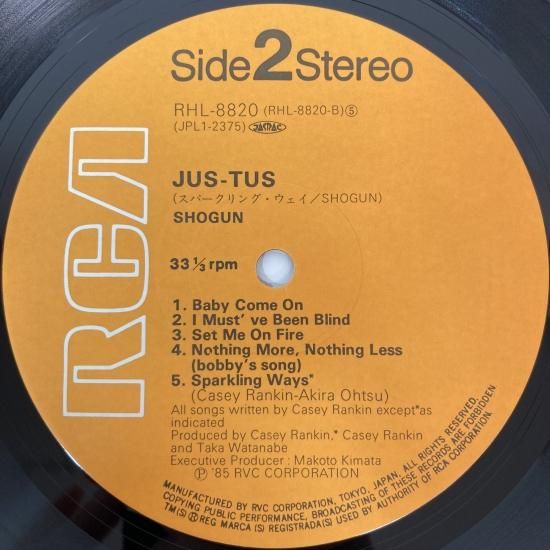 Side 2 Stereo
RHL-8820 (RHL-8820-B)⑤
(JPL1-2375) JASRAC
RCA
JUS-TUS
(スパークリング・ウェイ/SHOGUN)
SHOGUN
33 1/3 rpm
1. Baby Come On
2. I Must' ve Been Blind
3. Set Me On Fire
4. Nothing More, Nothing Less
(bobby's song)
5. Sparkling Ways*
(Casey Rankin-Akira Ohtsu)
All songs written by Casey Rankin except*as
indicated
Produced by Casey Rankin,* Casey Rankin
and Taka Watanabe
Executive Producer : Makoto Kimata
Ⓟ '85 RVC CORPORATION
MANUFACTURED BY RVC CORPORATION, TOKYO, JAPAN, ALL RIGHTS RESERVED.
COPYING PUBLIC PERFORMANCE, BROADCASTING OF THESE RECORDS ARE FORBIDDEN
TM(S) ® REG MARCA (S) REGISTRADA(S) USED BY AUTHORITY OF RCA CORPORATION.